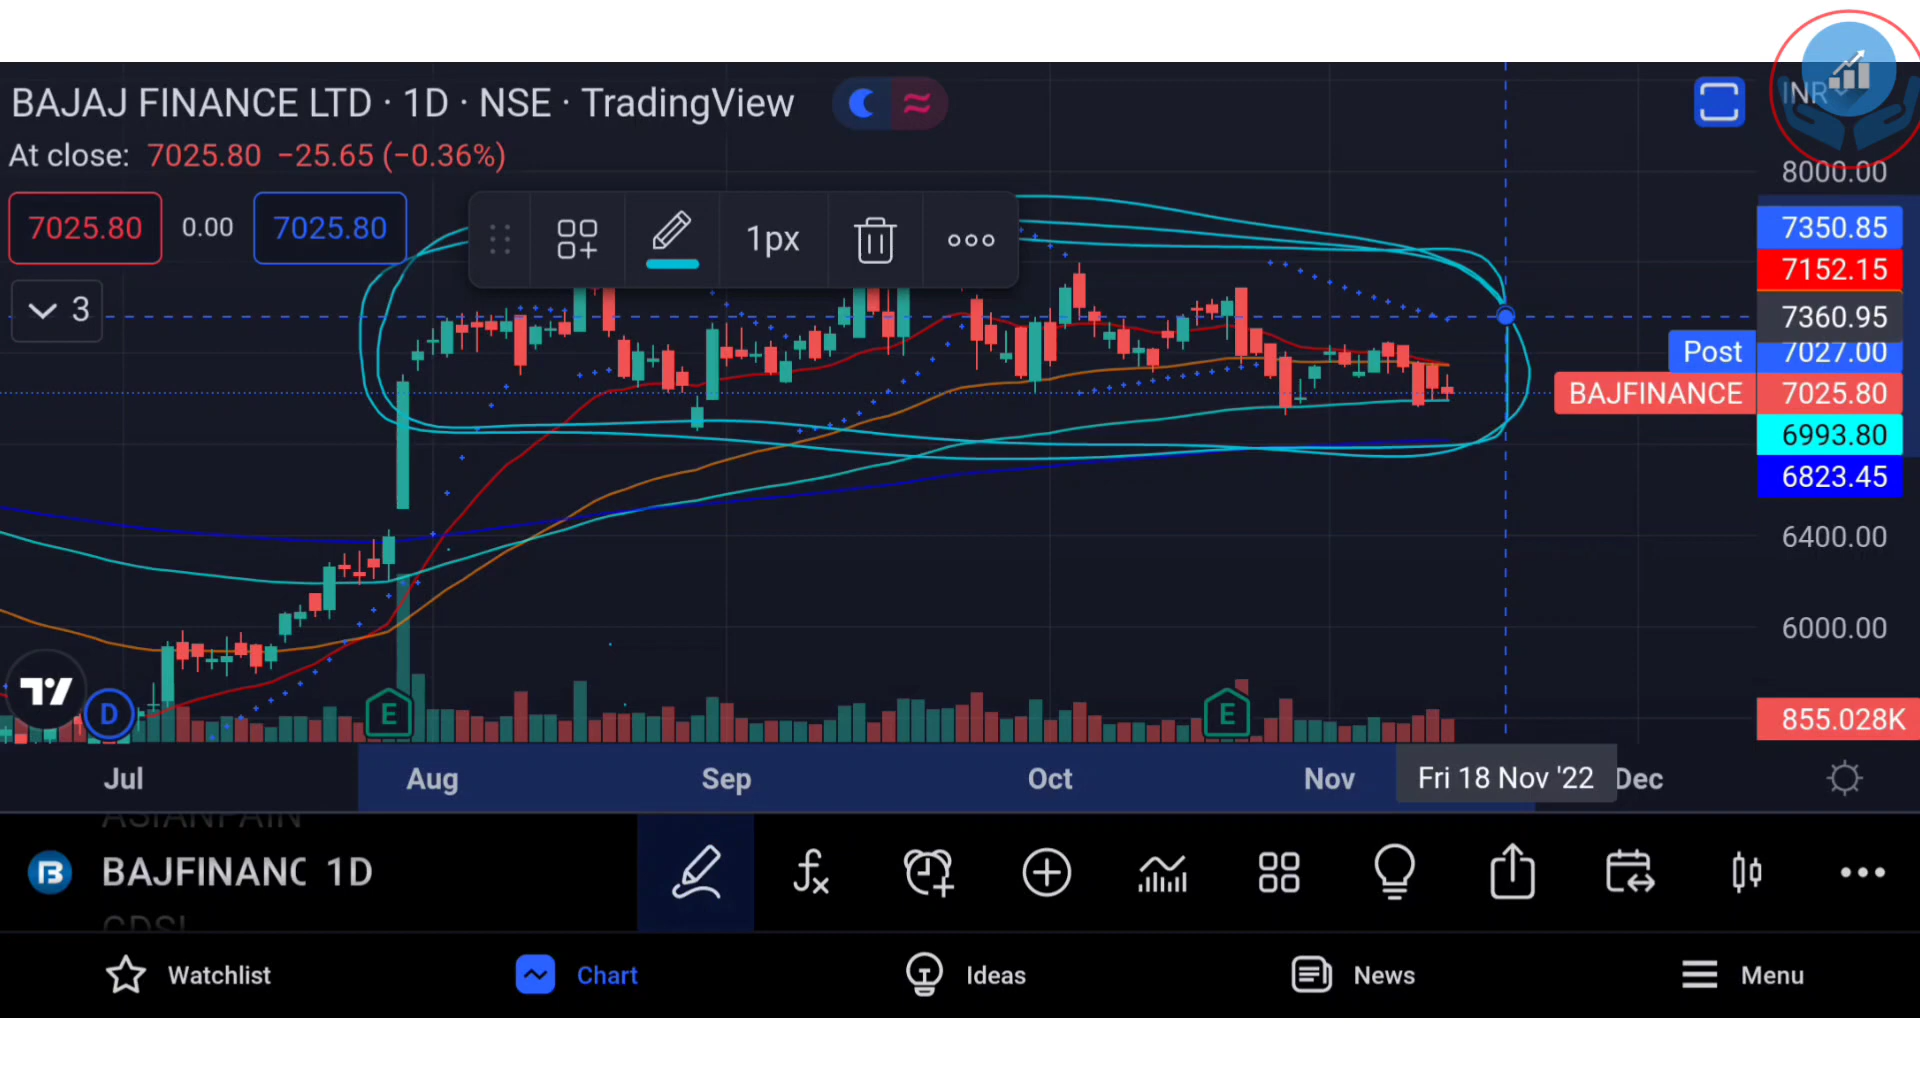 BAJAJ FINANCE LTD · 1D · NSE · TradingView
INR
At close: 7025.80 −25.65 (−0.36%)
8000.00
7025.80 0.00 7025.80
1px
7350.85
7152.15
3
7360.95
Post 7027.00
BAJFINANCE 7025.80
6993.80
6823.45
6400.00
6000.00
D
E
E
855.028K
Jul Aug Sep Oct Nov Fri 18 Nov '22 Dec
ASIANPAIN
BAJFINANC 1D
CDSL
Watchlist Chart Ideas News Menu